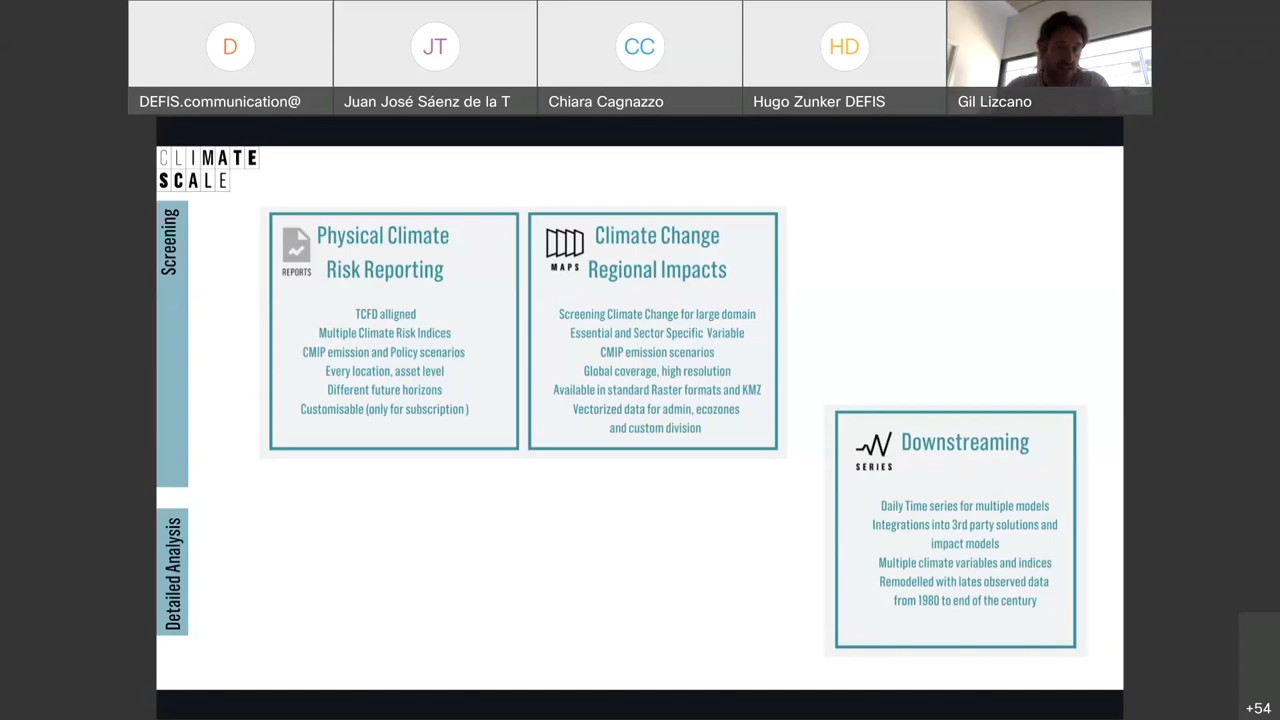 D
JT
CC
HD
DEFIS.communication@
Juan José Sáenz de la T
Chiara Cagnazzo
Hugo Zunker DEFIS
Gil Lizcano
CLIMATE
SCALE
Screening
REPORTS
Physical Climate
Risk Reporting
TCFD alligned
Multiple Climate Risk Indices
CMIP emission and Policy scenarios
Every location, asset level
Different future horizons
Customisable (only for subscription )
MAPS
Climate Change
Regional Impacts
Screening Climate Change for large domain
Essential and Sector Specific Variable
CMIP emission scenarios
Global coverage, high resolution
Available in standard Raster formats and KMZ
Vectorized data for admin, ecozones
and custom division
Detailed Analysis
SERIES
Downstreaming
Daily Time series for multiple models
Integrations into 3rd party solutions and
impact models
Multiple climate variables and indices
Remodelled with lates observed data
from 1980 to end of the century
+54